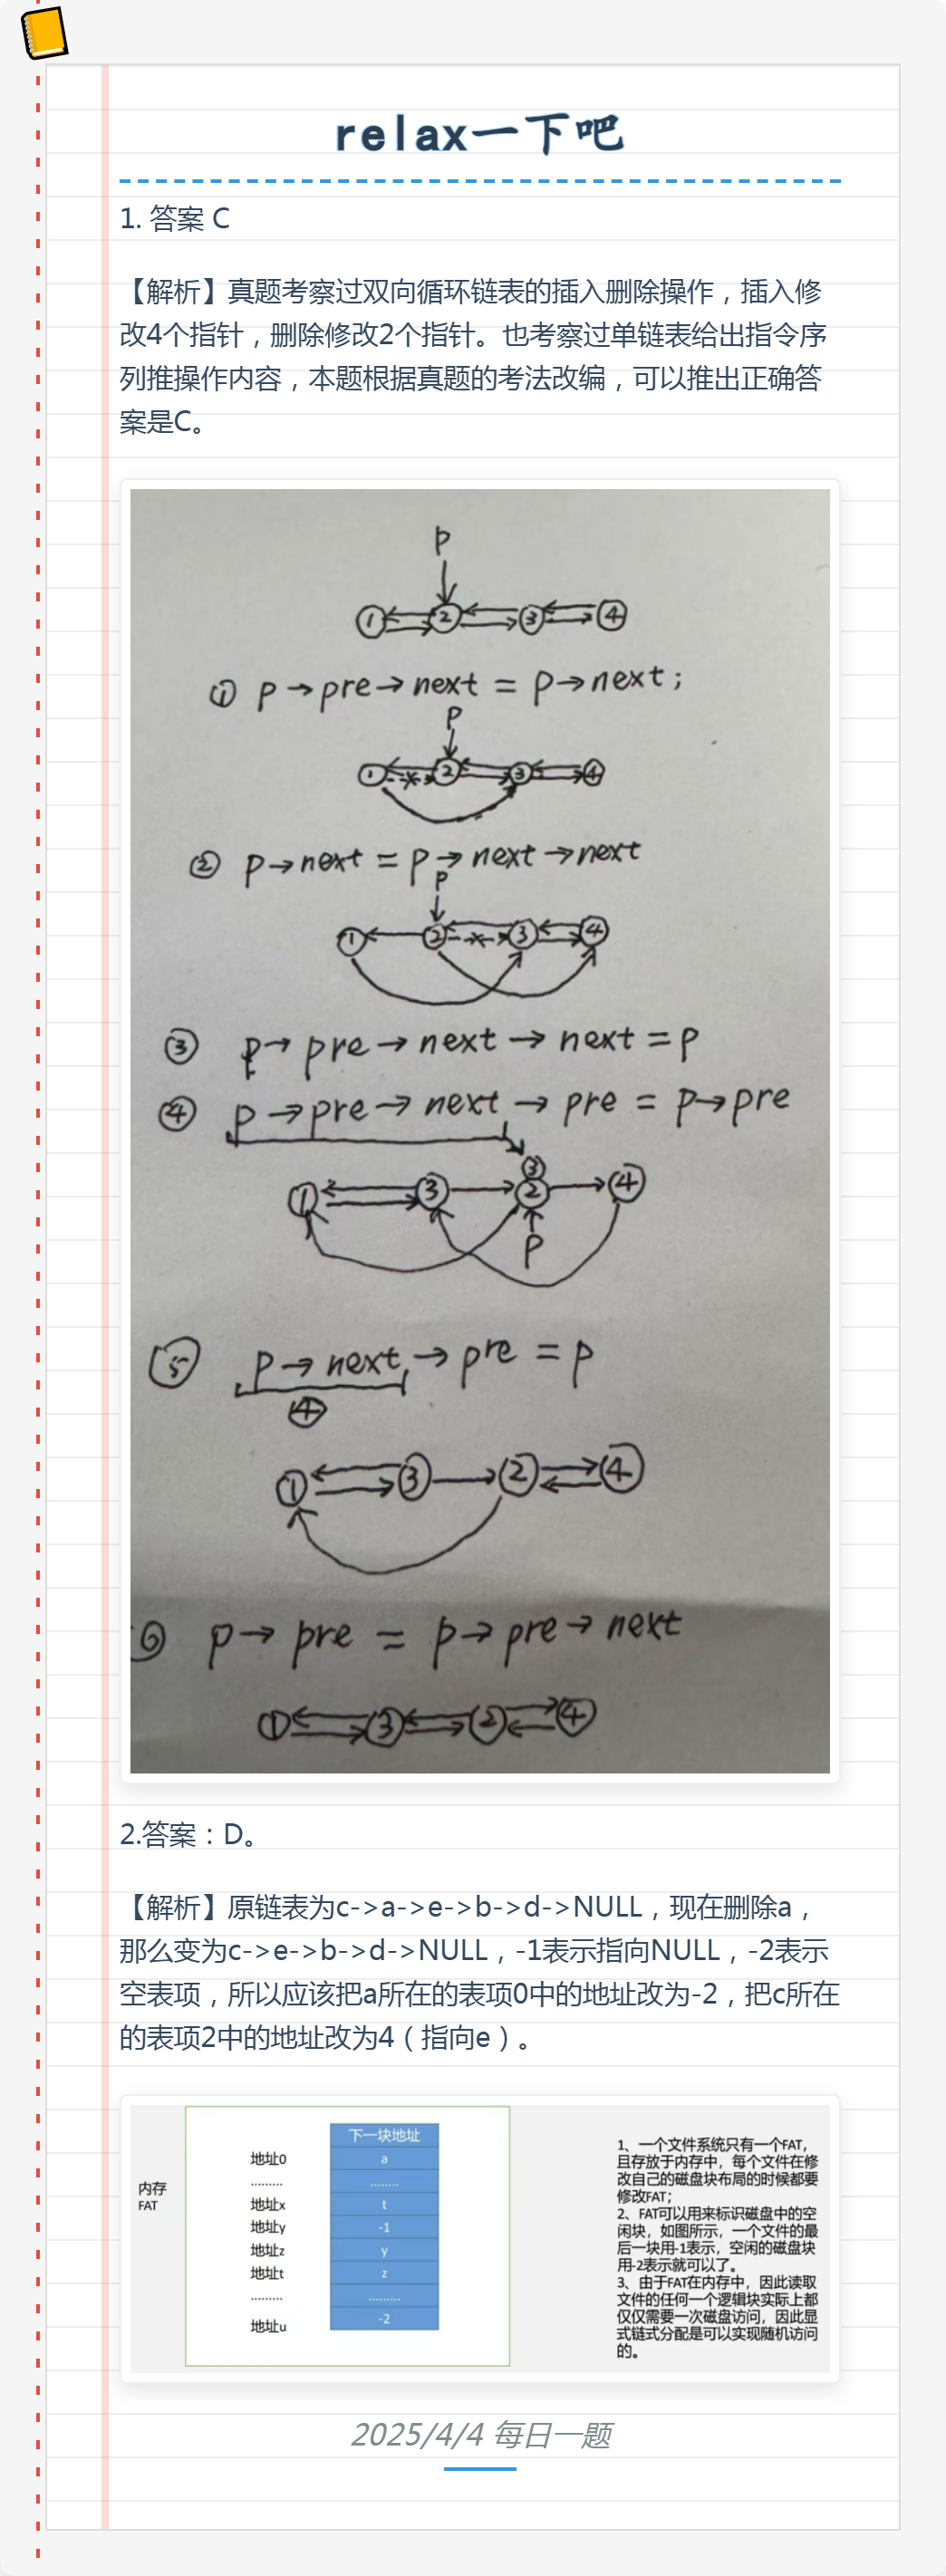 relax一下吧
1. 答案 C
【解析】真题考察过双向循环链表的插入删除操作，插入修
改4个指针，删除修改2个指针。也考察过单链表给出指令序
列推操作内容，本题根据真题的考法改编，可以推出正确答
案是C。
p
1 2 3 4
① p→pre→next = p→next;
p
1 2 3 4
② p→next = p→next→next
p
1 2 3 4
③ p→pre→next→next = p
④ p→pre→next→pre = p→pre
③
1 3 2 4
p
⑤ p→next→pre = p
④
1 3 2 4
⑥ p→pre = p→pre→next
1 3 2 4
2.答案：D。
【解析】原链表为c->a->e->b->d->NULL，现在删除a，
那么变为c->e->b->d->NULL，-1表示指向NULL，-2表示
空表项，所以应该把a所在的表项0中的地址改为-2，把c所在
的表项2中的地址改为4（指向e）。
内存
FAT
下一块地址
地址0 a
......... ........
地址x t
地址y -1
地址z y
地址t z
......... .........
地址u -2
1、一个文件系统只有一个FAT，
且存放于内存中，每个文件在修
改自己的磁盘块布局的时候都要
修改FAT；
2、FAT可以用来标识磁盘中的空
闲块，如图所示，一个文件的最
后一块用-1表示，空闲的磁盘块
用-2表示就可以了。
3、由于FAT在内存中，因此读取
文件的任何一个逻辑块实际上都
仅仅需要一次磁盘访问，因此显
式链式分配是可以实现随机访问
的。
2025/4/4 每日一题